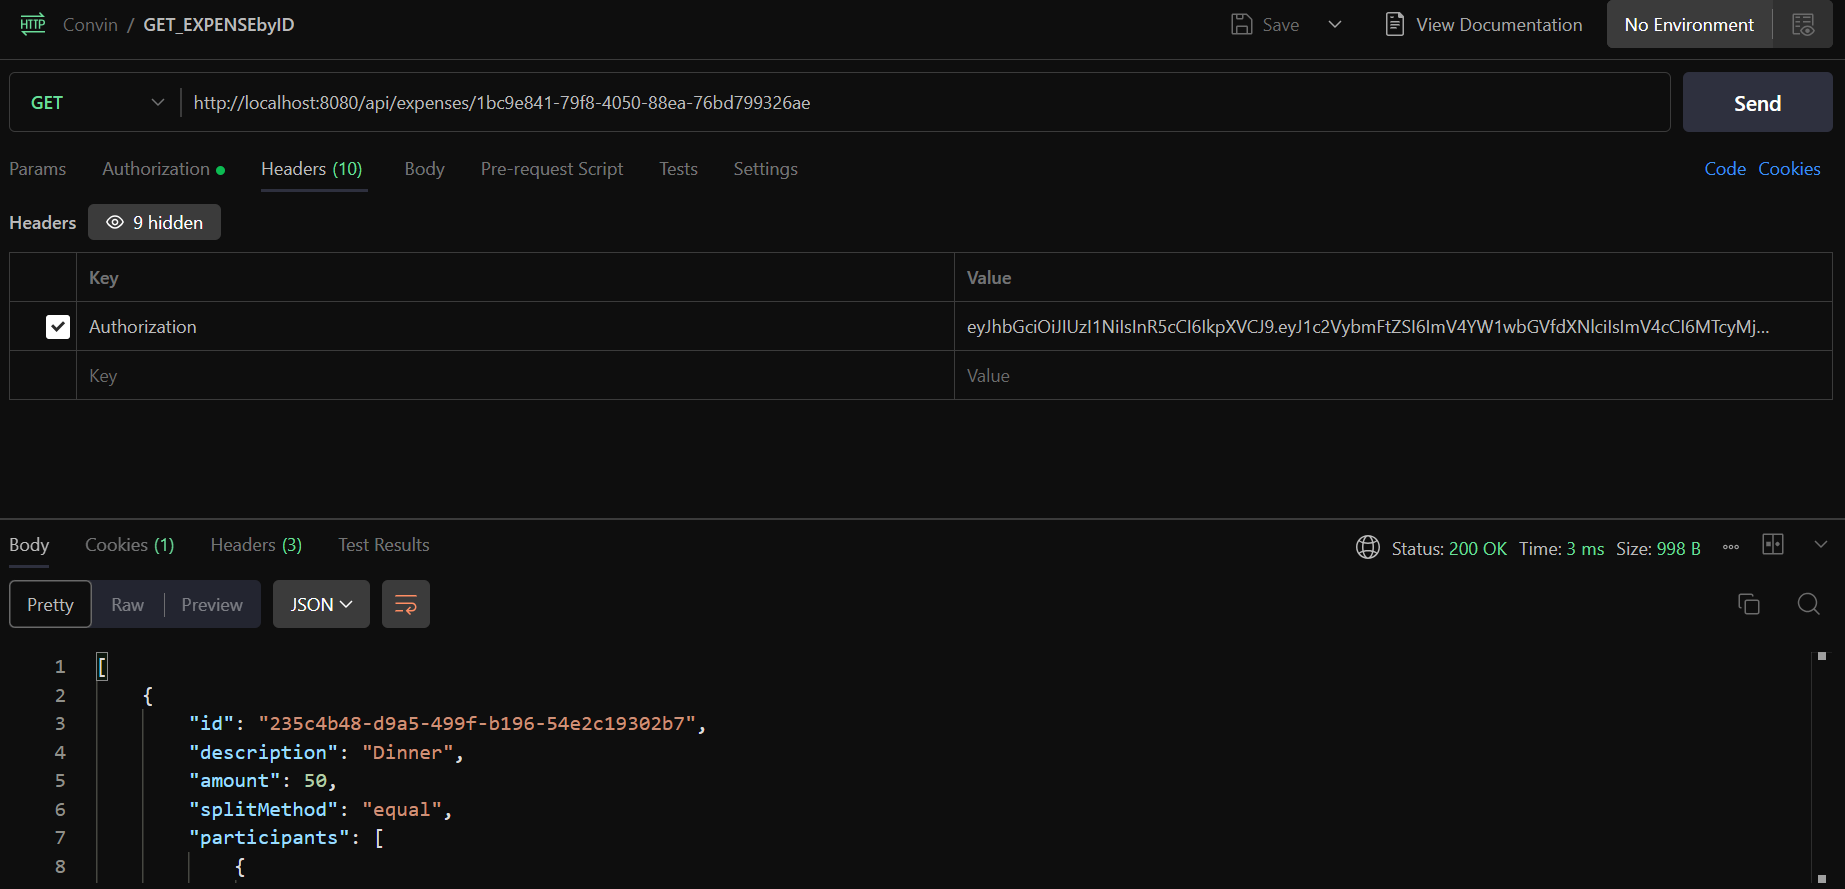 HTTP Convin / GET_EXPENSEbyID Save View Documentation No Environment
GET http://localhost:8080/api/expenses/1bc9e841-79f8-4050-88ea-76bd799326ae Send
Params Authorization Headers (10) Body Pre-request Script Tests Settings Code Cookies
Headers 9 hidden
Key Value
Authorization eyJhbGciOiJIUzI1NiIsInR5cCI6IkpXVCJ9.eyJ1c2VybmFtZSI6ImV4YW1wbGVfdXNlciIsImV4cCI6MTcyMj...
Key Value
Body Cookies (1) Headers (3) Test Results Status: 200 OK Time: 3 ms Size: 998 B
Pretty Raw Preview JSON
1 [
2 {
3 "id": "235c4b48-d9a5-499f-b196-54e2c19302b7",
4 "description": "Dinner",
5 "amount": 50,
6 "splitMethod": "equal",
7 "participants": [
8 {